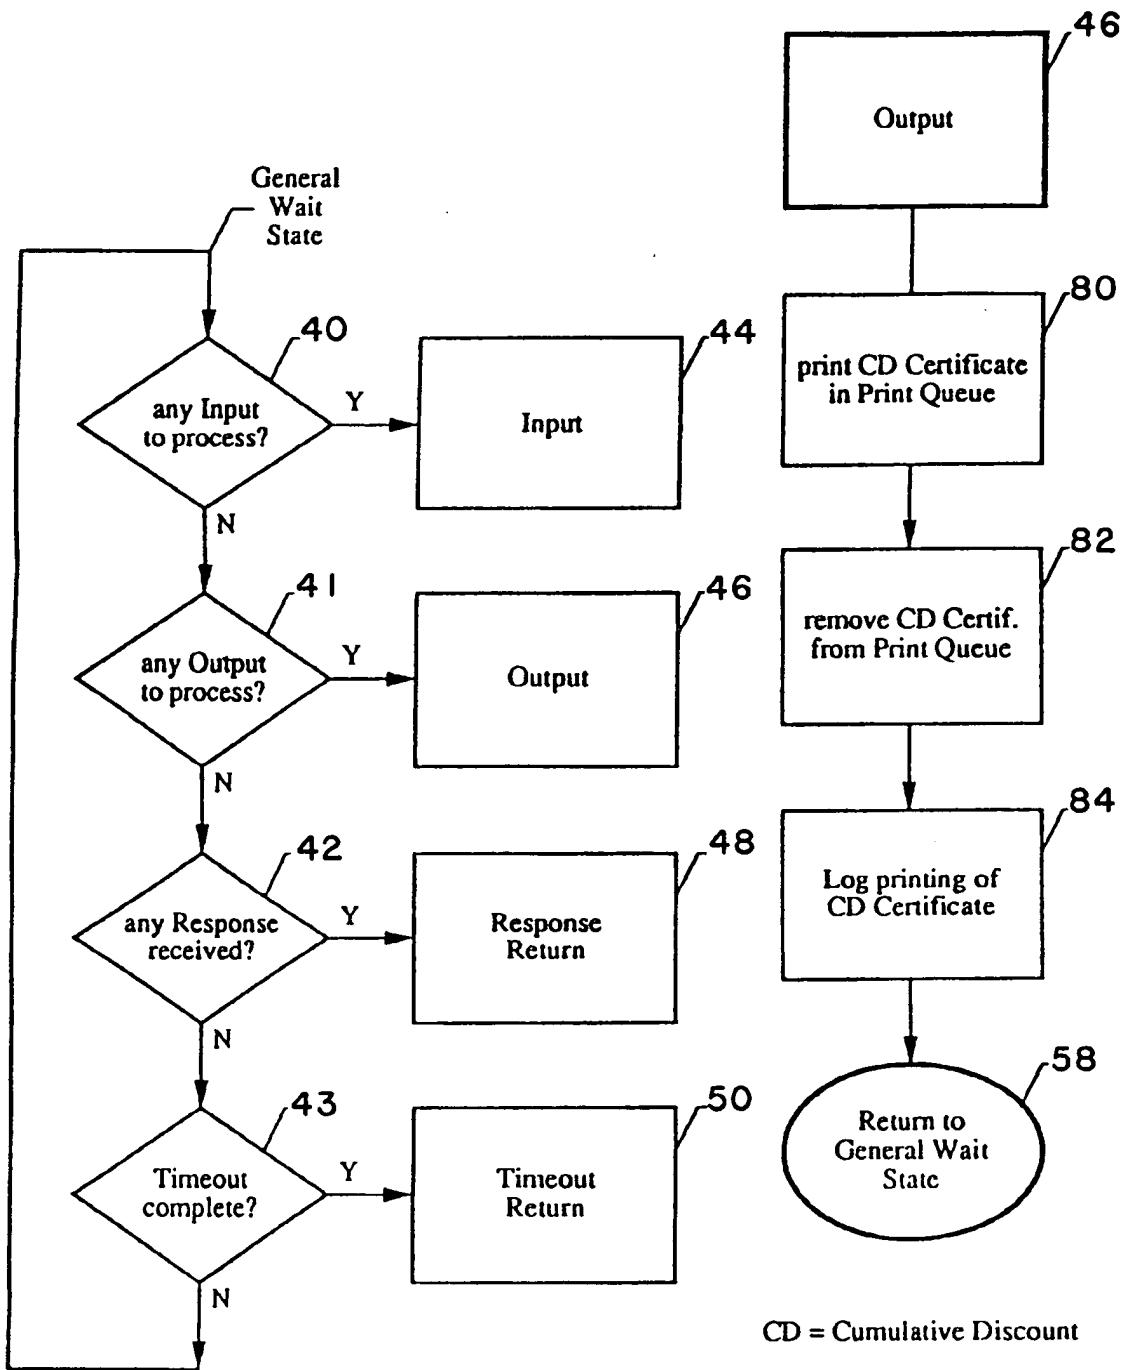 General
Wait
State
40
any Input
to process?
Y
44
Input
N
41
any Output
to process?
Y
46
Output
N
42
any Response
received?
Y
48
Response
Return
N
43
Timeout
complete?
Y
50
Timeout
Return
N
46
Output
80
print CD Certificate
in Print Queue
82
remove CD Certif.
from Print Queue
84
Log printing of
CD Certificate
58
Return to
General Wait
State
CD = Cumulative Discount